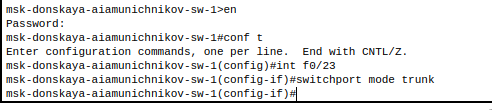 msk-donskaya-aiamunichnikov-sw-1>en
Password:
msk-donskaya-aiamunichnikov-sw-1#conf t
Enter configuration commands, one per line.  End with CNTL/Z.
msk-donskaya-aiamunichnikov-sw-1(config)#int f0/23
msk-donskaya-aiamunichnikov-sw-1(config-if)#switchport mode trunk
msk-donskaya-aiamunichnikov-sw-1(config-if)#